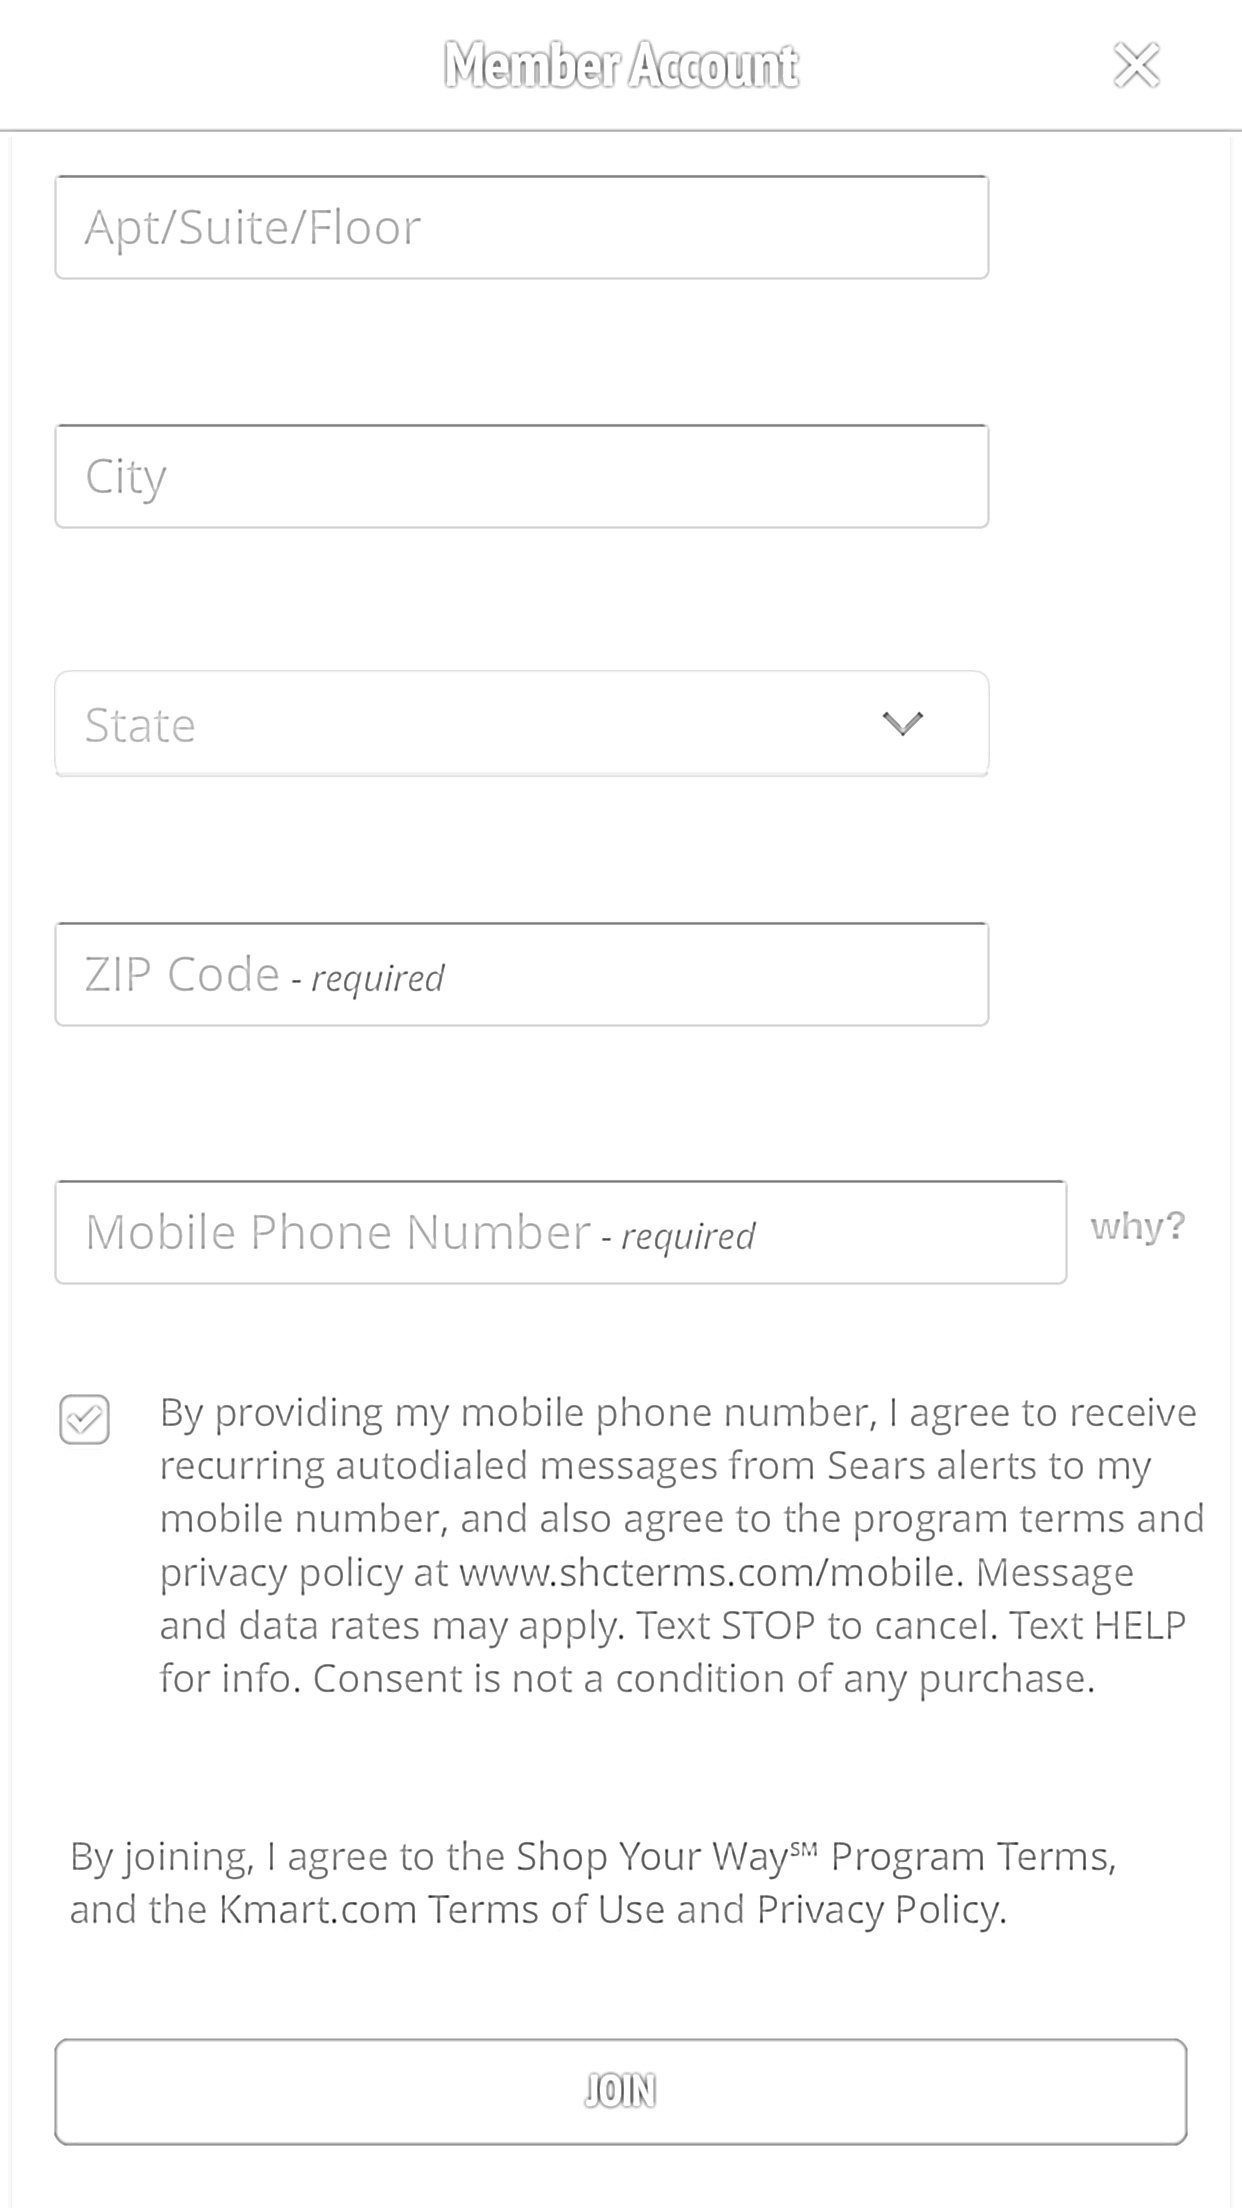 Member Account
Apt/Suite/Floor
City
State
ZIP Code - required
Mobile Phone Number - required
why?
By providing my mobile phone number, I agree to receive
recurring autodialed messages from Sears alerts to my
mobile number, and also agree to the program terms and
privacy policy at www.shcterms.com/mobile. Message
and data rates may apply. Text STOP to cancel. Text HELP
for info. Consent is not a condition of any purchase.
By joining, I agree to the Shop Your Way℠ Program Terms,
and the Kmart.com Terms of Use and Privacy Policy.
JOIN